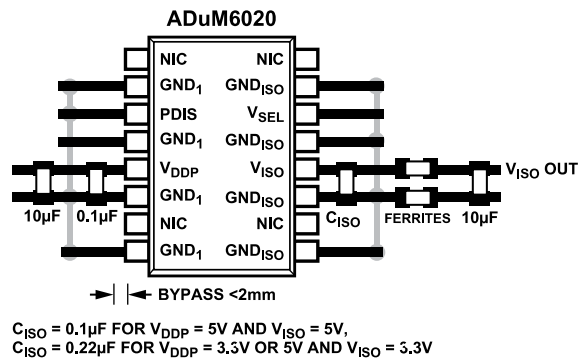 ADuM6020
NIC NIC
GND1 GNDISO
PDIS VSEL
GND1 GNDISO
VDDP VISO VISO OUT
GND1 GNDISO
10µF 0.1µF CISO FERRITES 10µF
NIC NIC
GND1 GNDISO
BYPASS <2mm
CISO = 0.1µF FOR VDDP = 5V AND VISO = 5V,
CISO = 0.22µF FOR VDDP = 3.3V OR 5V AND VISO = 3.3V